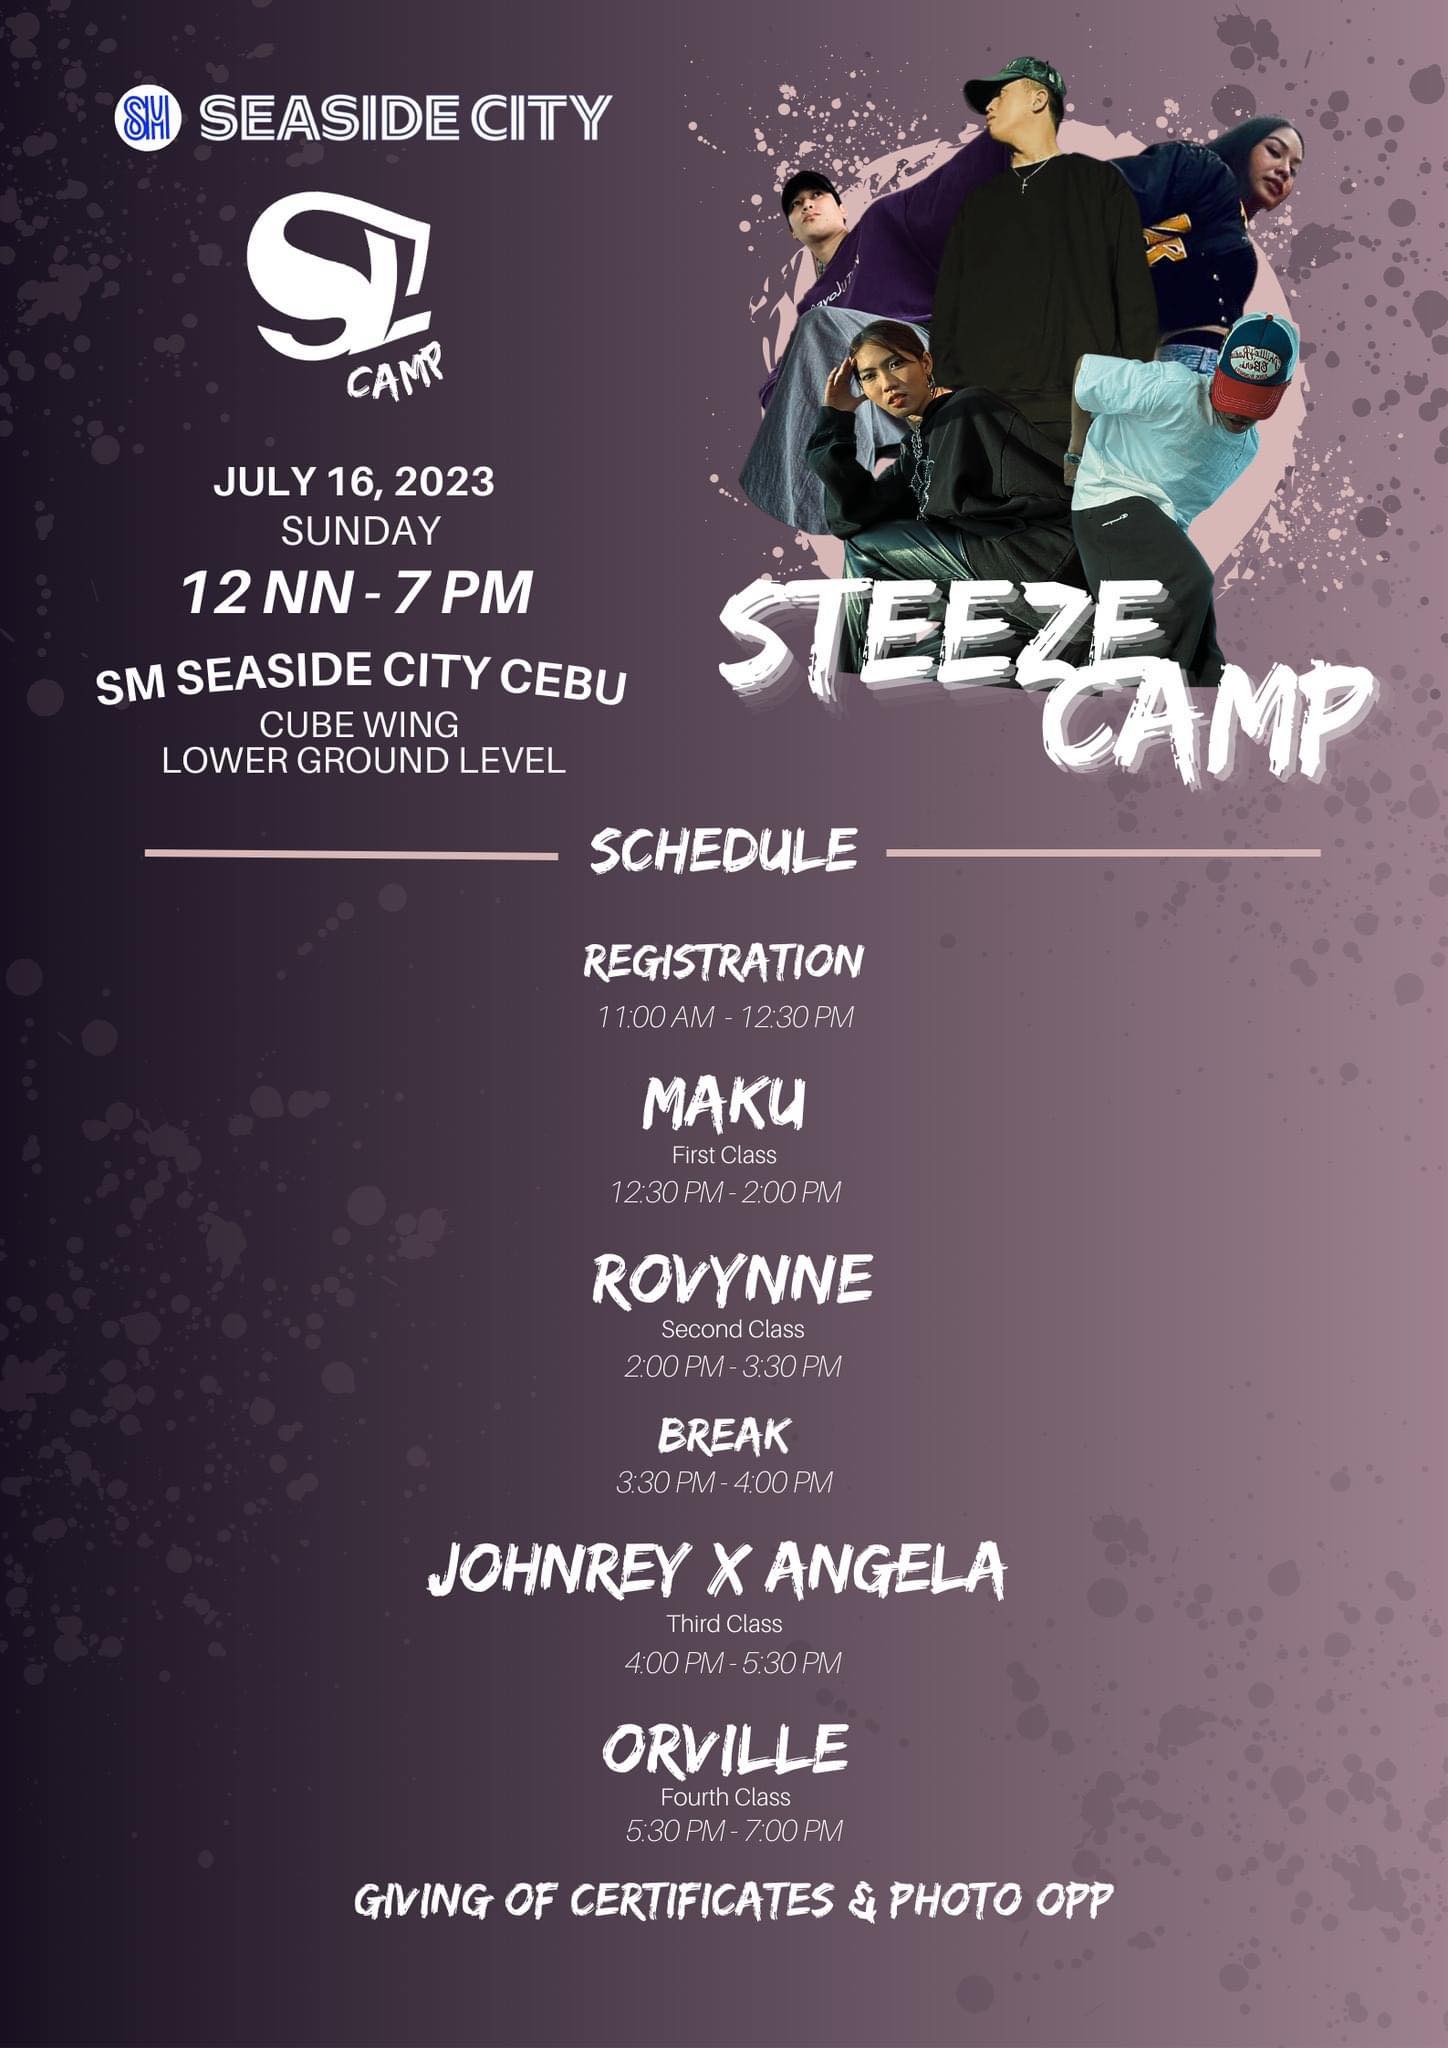 SM SEASIDE CITY
CAMP
JULY 16, 2023
SUNDAY
12 NN - 7 PM
SM SEASIDE CITY CEBU
CUBE WING
LOWER GROUND LEVEL
STEEZE
CAMP
SCHEDULE
REGISTRATION
11:00 AM - 12:30 PM
MAKU
First Class
12:30 PM - 2:00 PM
ROVYNNE
Second Class
2:00 PM - 3:30 PM
BREAK
3:30 PM - 4:00 PM
JOHNREY X ANGELA
Third Class
4:00 PM - 5:30 PM
ORVILLE
Fourth Class
5:30 PM - 7:00 PM
GIVING OF CERTIFICATES & PHOTO OPP